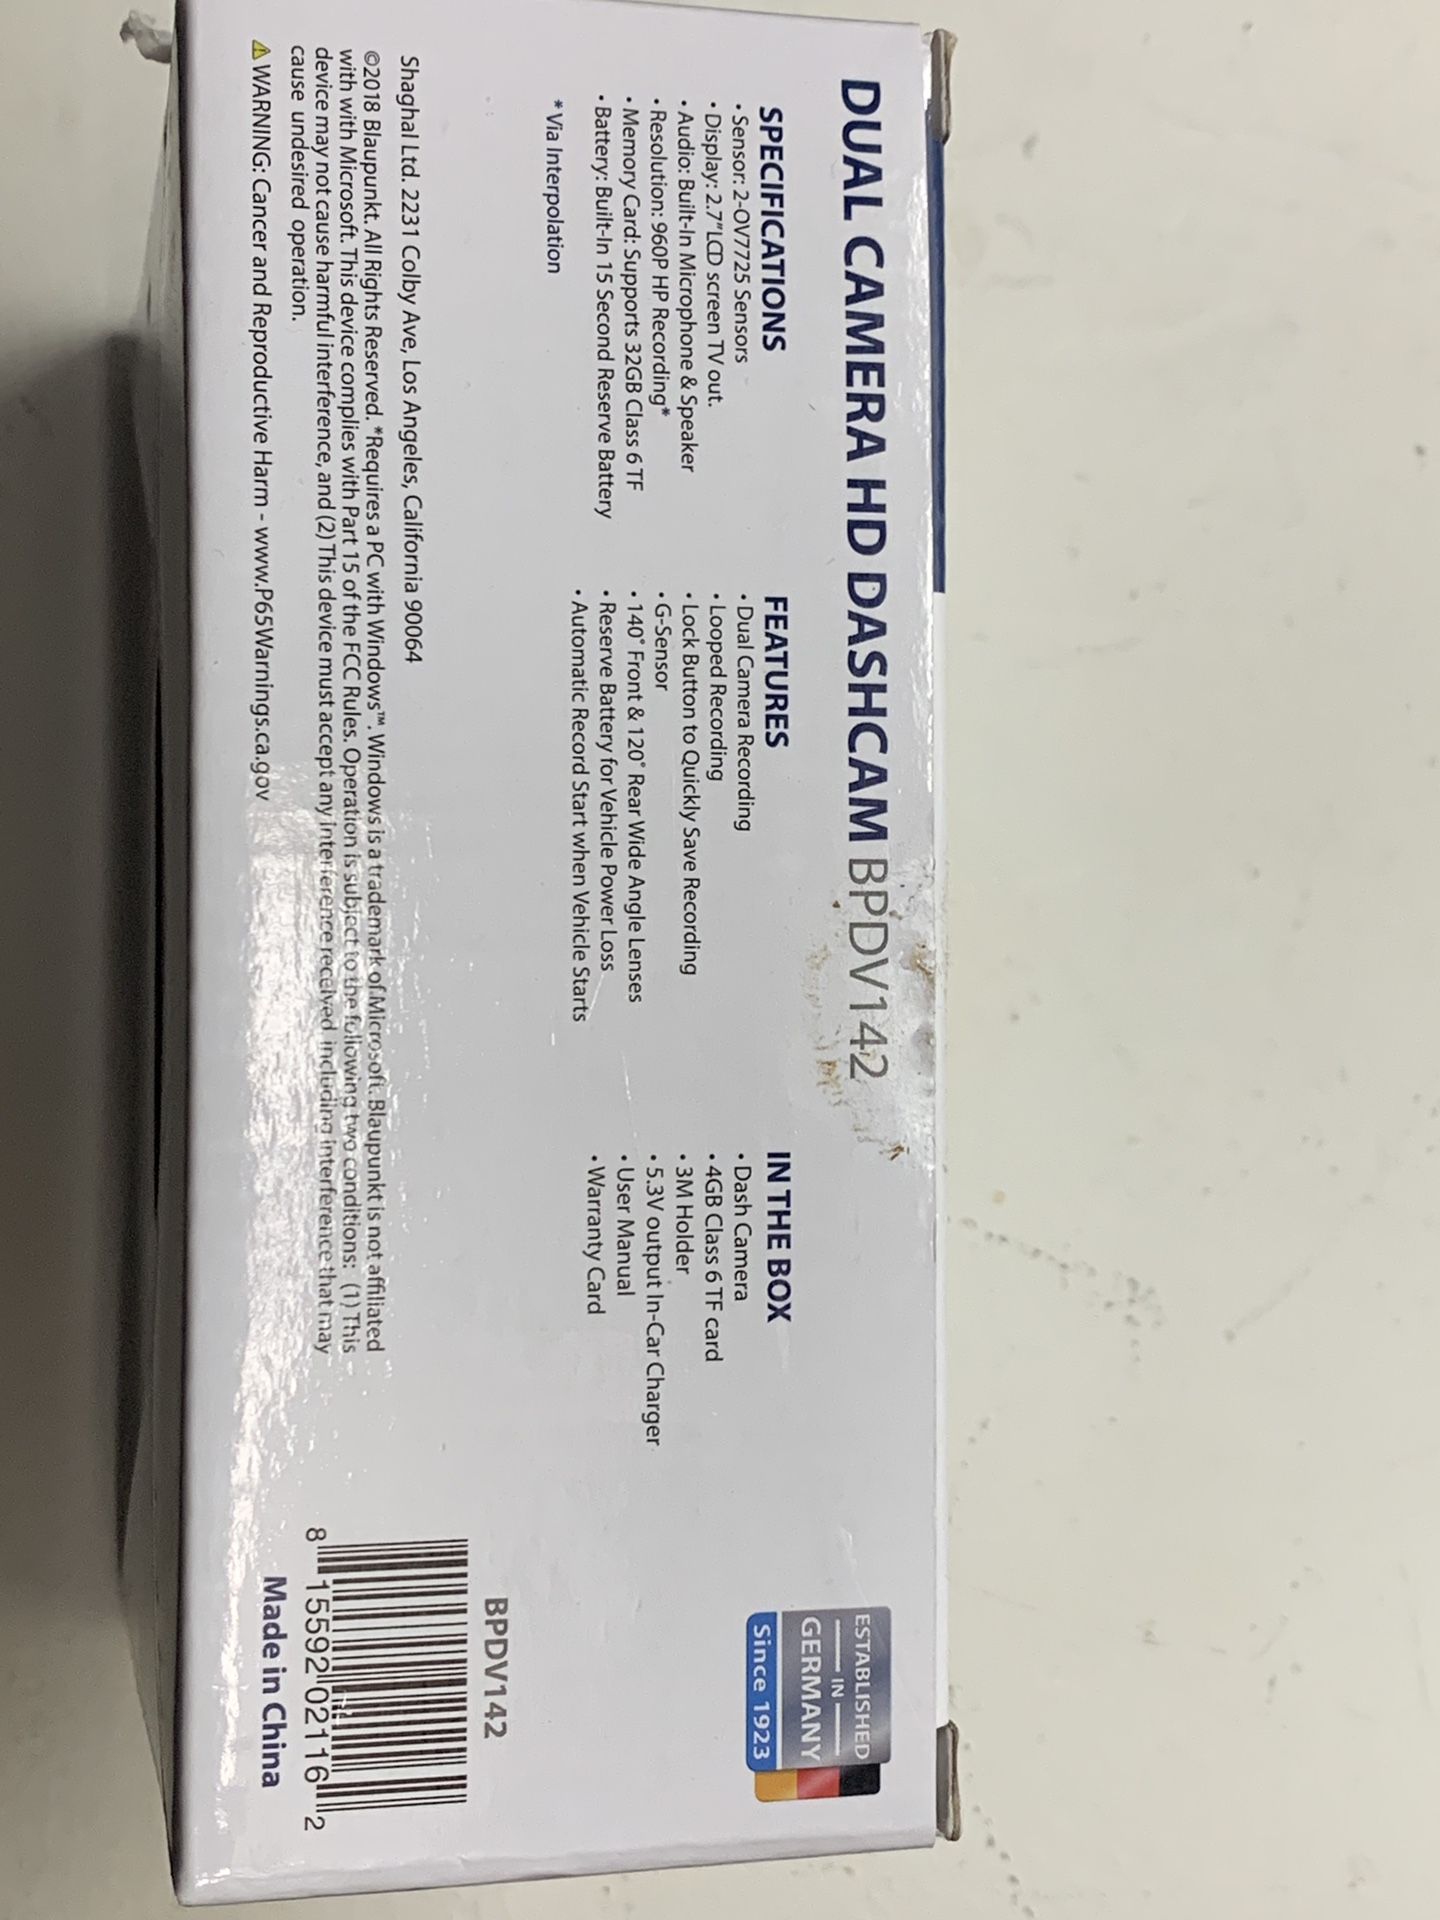 DUAL CAMERA HD DASHCAM BPDV142
SPECIFICATIONS
• Sensor: 2-OV7725 Sensors
• Display: 2.7"LCD screen TV out.
• Audio: Built-In Microphone & Speaker
• Resolution: 960P HP Recording*
• Memory Card: Supports 32GB Class 6 TF
• Battery: Built-In 15 Second Reserve Battery
* Via Interpolation
FEATURES
• Dual Camera Recording
• Looped Recording
• Lock Button to Quickly Save Recording
• G-Sensor
• 140° Front & 120° Rear Wide Angle Lenses
• Reserve Battery for Vehicle Power Loss
• Automatic Record Start when Vehicle Starts
IN THE BOX
• Dash Camera
• 4GB Class 6 TF card
• 3M Holder
• 5.3V output In-Car Charger
• User Manual
• Warranty Card
ESTABLISHED
IN
GERMANY
Since 1923
Shaghal Ltd. 2231 Colby Ave, Los Angeles, California 90064
©2018 Blaupunkt. All Rights Reserved. *Requires a PC with Windows™. Windows is a trademark of Microsoft. Blaupunkt is not affiliated
with with Microsoft. This device complies with Part 15 of the FCC Rules. Operation is subject to the following two conditions: (1) This
device may not cause harmful interference, and (2) This device must accept any interference received, including interference that may
cause undesired operation.
WARNING: Cancer and Reproductive Harm - www.P65Warnings.ca.gov
BPDV142
8 15592 02116 2
Made in China